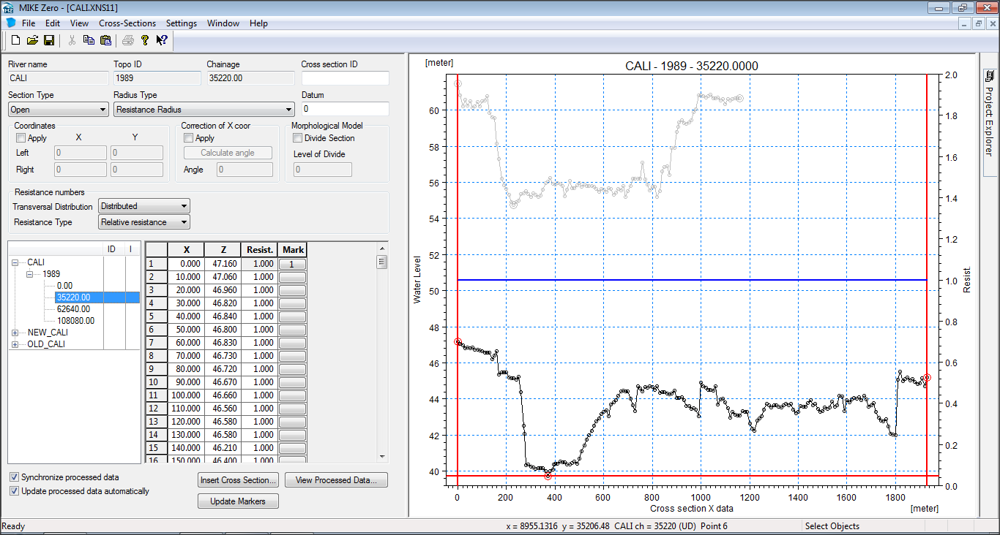 MIKE Zero - [CALI.XNS11]
File Edit View Cross-Sections Settings Window Help
River name Topo ID Chainage Cross section ID
CALI 1989 35220.00
Section Type Radius Type Datum
Open Resistance Radius 0
Coordinates Correction of X coor Morphological Model
Apply X Y Apply Divide Section
Left 0 0 Calculate angle Level of Divide
Right 0 0 Angle 0 0
Resistance numbers
Transversal Distribution Distributed
Resistance Type Relative resistance
ID I
CALI
1989
0.00
35220.00
62640.00
108080.00
NEW_CALI
OLD_CALI
X Z Resist. Mark
1 0.000 47.160 1.000 1
2 10.000 47.060 1.000
3 20.000 46.960 1.000
4 30.000 46.820 1.000
5 40.000 46.840 1.000
6 50.000 46.800 1.000
7 60.000 46.830 1.000
8 70.000 46.730 1.000
9 80.000 46.720 1.000
10 90.000 46.670 1.000
11 100.000 46.660 1.000
12 110.000 46.560 1.000
13 120.000 46.580 1.000
14 130.000 46.580 1.000
15 140.000 46.210 1.000
16 150.000 46.400 1.000
Synchronize processed data
Update processed data automatically
Insert Cross Section... View Processed Data...
Update Markers
[meter]
CALI - 1989 - 35220.0000
60
58
56
54
52
50
48
46
44
42
40
Water Level
2.0
1.8
1.6
1.4
1.2
1.0
0.8
0.6
0.4
0.2
0.0
Resist.
0 200 400 600 800 1000 1200 1400 1600 1800
Cross section X data [meter]
Project Explorer
Ready x = 8955.1316 y = 35206.48 CALI ch = 35220 (UD) Point 6 Select Objects